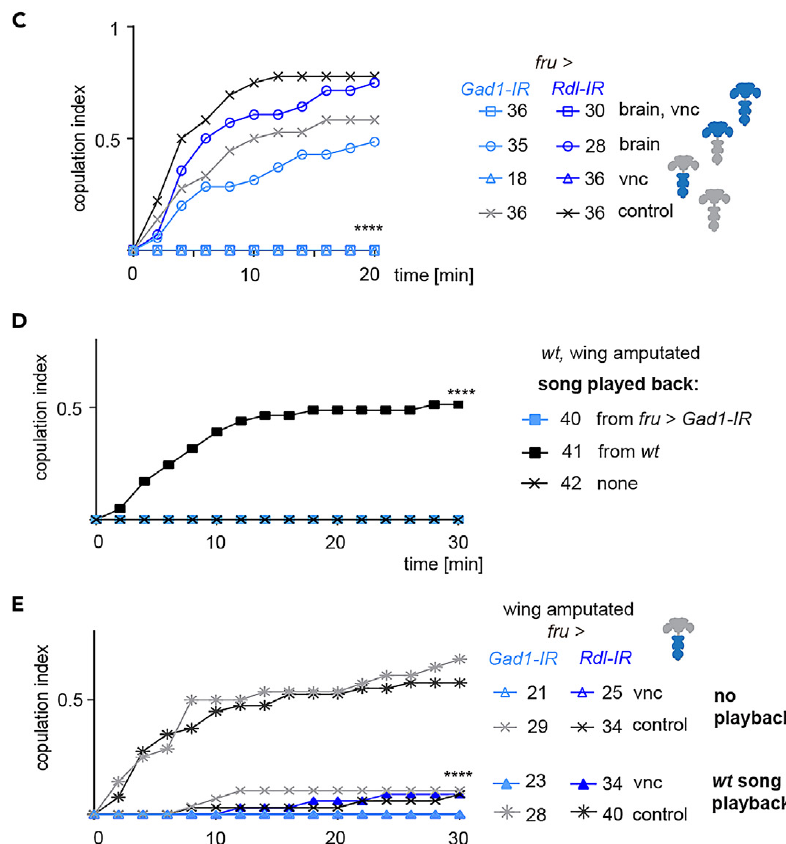 C
1
0.5
copulation index
****
0 10 20 time [min]
fru >
Gad1-IR Rdl-IR
36 30 brain, vnc
35 28 brain
18 36 vnc
36 36 control
D
0.5
copulation index
****
0 10 20 30
time [min]
wt, wing amputated
song played back:
40 from fru > Gad1-IR
41 from wt
42 none
E
0.5
copulation index
****
0 10 20 30
wing amputated
fru >
Gad1-IR Rdl-IR
21 25 vnc no
29 34 control playback
23 34 vnc wt song
28 40 control playback